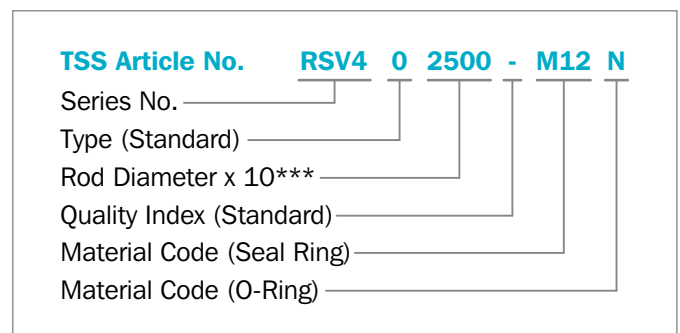 TSS Article No. RSV4 0 2500 - M12 N
Series No.
Type (Standard)
Rod Diameter x 10***
Quality Index (Standard)
Material Code (Seal Ring)
Material Code (O-Ring)